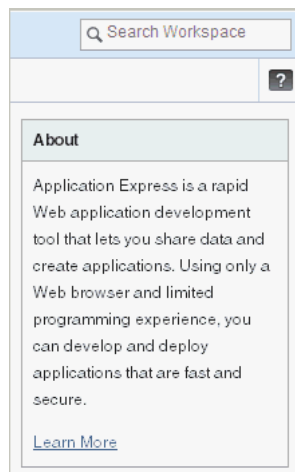 Search Workspace
?
About
Application Express is a rapid
Web application development
tool that lets you share data and
create applications. Using only a
Web browser and limited
programming experience, you
can develop and deploy
applications that are fast and
secure.
Learn More